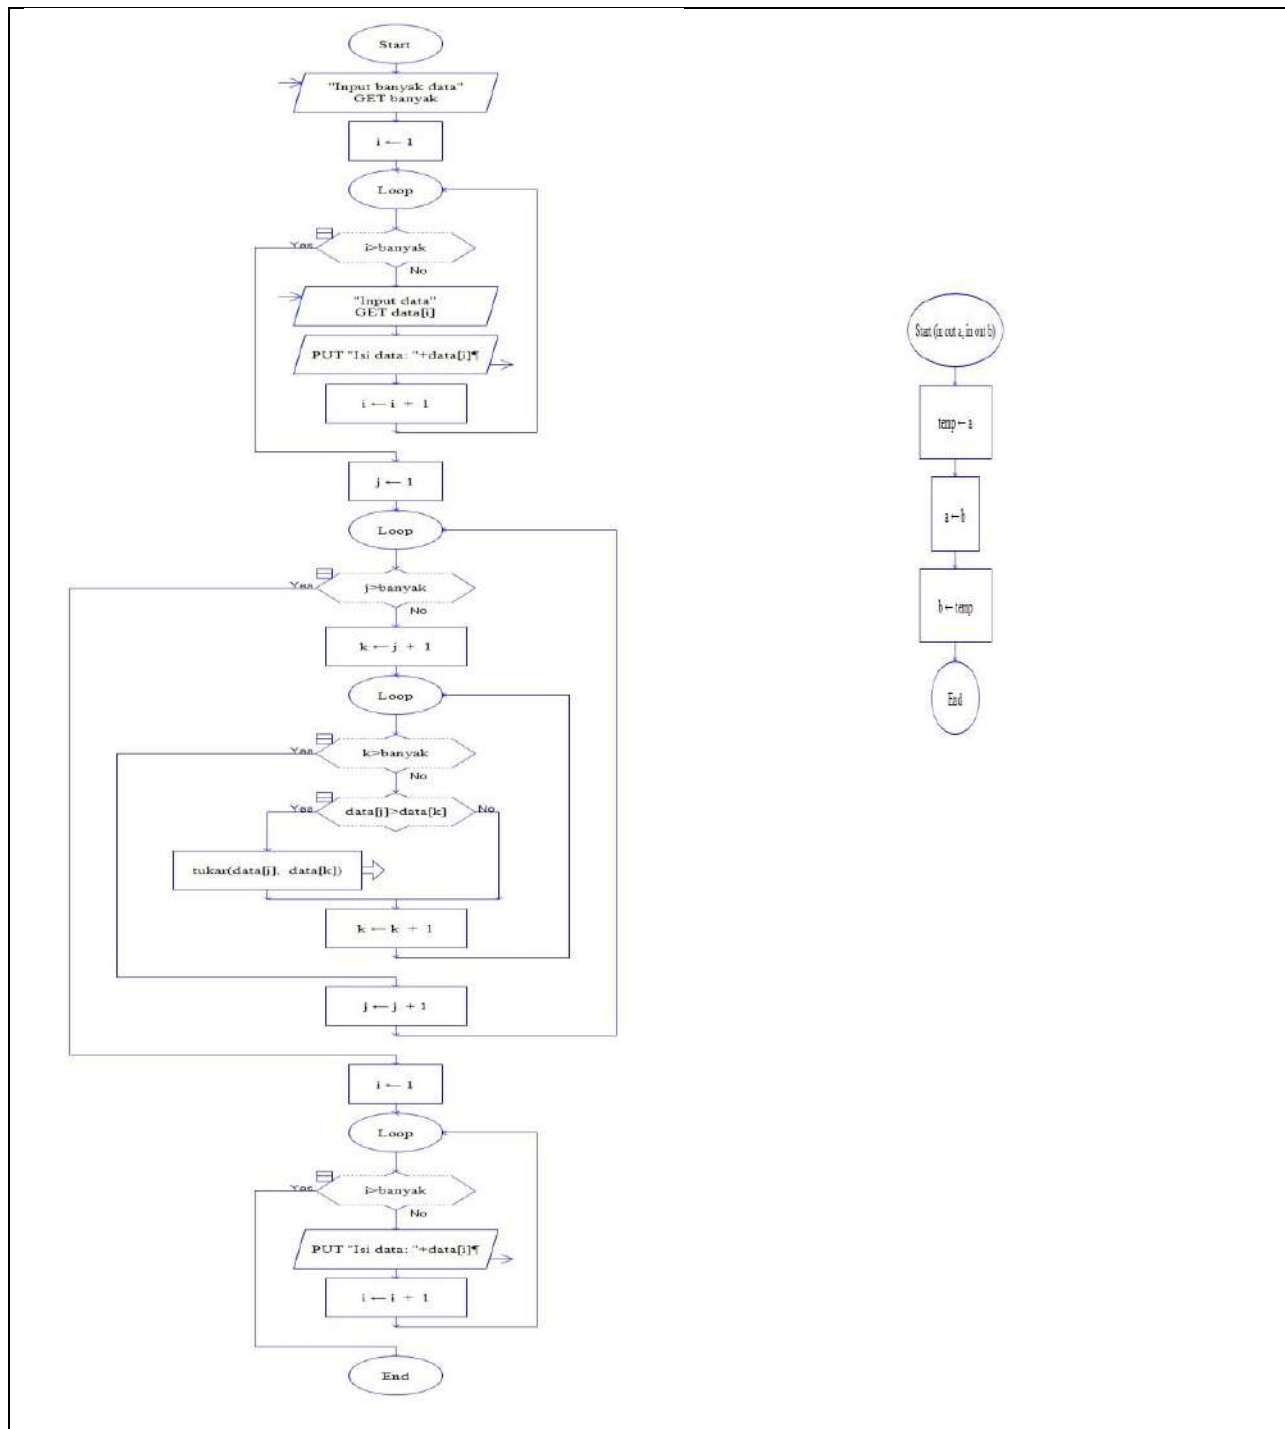 Start
"Input banyak data"
GET banyak
i ← 1
Loop
i>banyak
Yes
No
"Input data"
GET data[i]
PUT "Isi data: "+data[i]¶
i ← i + 1
j ← 1
Loop
j>banyak
Yes
No
k ← j + 1
Loop
k>banyak
Yes
No
data[j]>data[k]
Yes
No
tukar(data[j], data[k])
k ← k + 1
j ← j + 1
i ← 1
Loop
i>banyak
Yes
No
PUT "Isi data: "+data[i]¶
i ← i + 1
End
Start (in out a, in out b)
temp ← a
a ← b
b ← temp
End